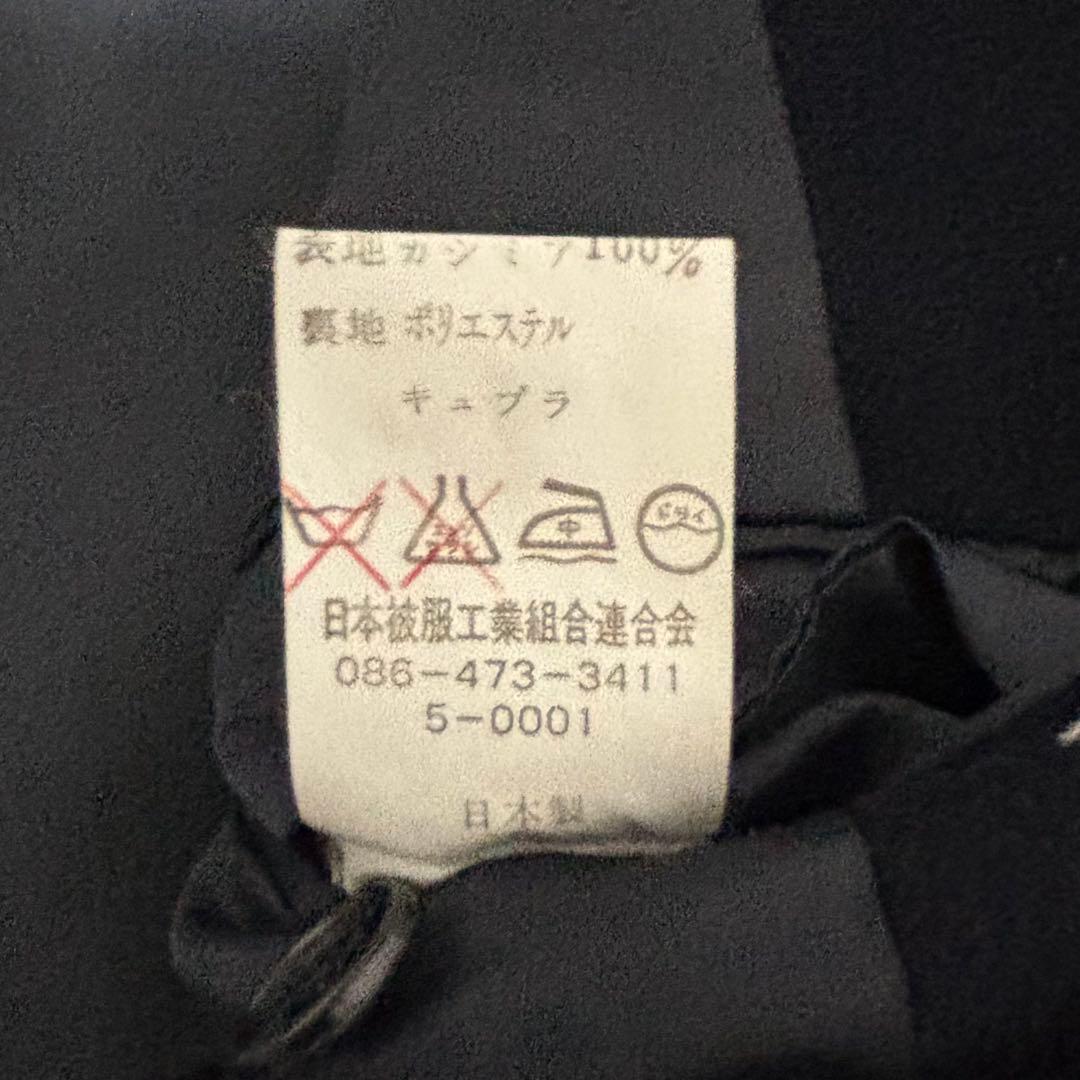 表地 カシミヤ100%
裏地 ポリエステル
キュプラ
中 ドライ
日本被服工業組合連合会
086-473-3411
5-0001
日本製